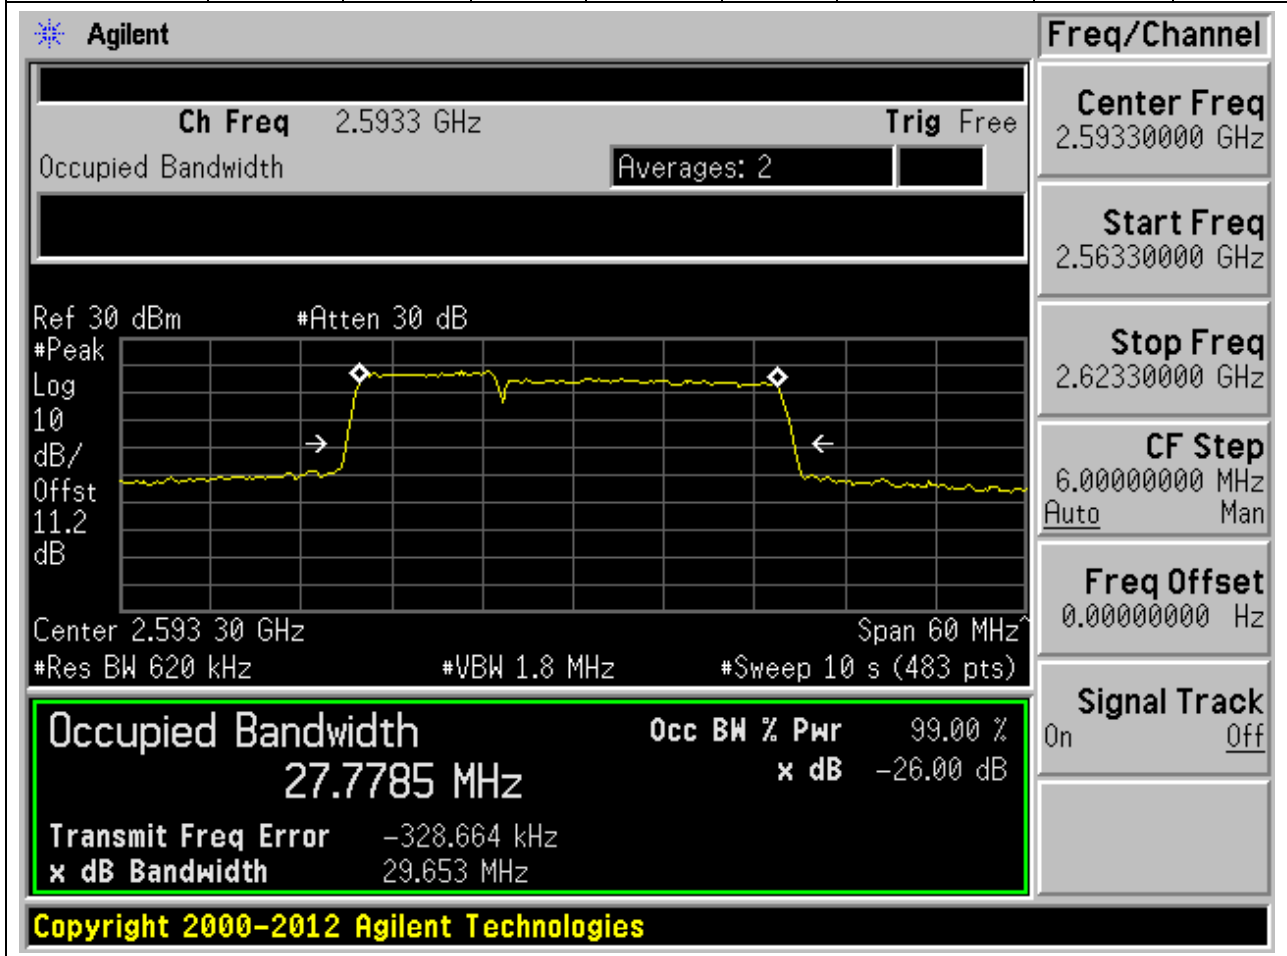 Agilent
Freq/Channel
Ch Freq 2.5933 GHz Trig Free
Occupied Bandwidth Averages: 2
Center Freq
2.59330000 GHz
Start Freq
2.56330000 GHz
Stop Freq
2.62330000 GHz
CF Step
6.00000000 MHz
Auto Man
Freq Offset
0.00000000 Hz
Signal Track
On Off
Ref 30 dBm #Atten 30 dB
#Peak
Log
10
dB/
Offst
11.2
dB
Center 2.593 30 GHz Span 60 MHz^
#Res BW 620 kHz #VBW 1.8 MHz #Sweep 10 s (483 pts)
Occupied Bandwidth Occ BW % Pwr 99.00 %
27.7785 MHz x dB -26.00 dB
Transmit Freq Error -328.664 kHz
x dB Bandwidth 29.653 MHz
Copyright 2000-2012 Agilent Technologies